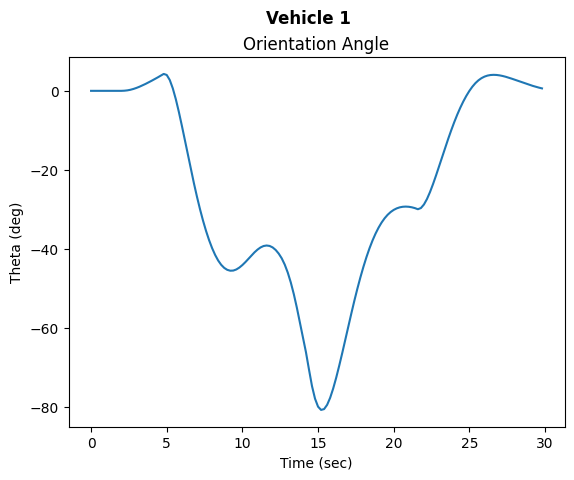 Vehicle 1
Orientation Angle
Theta (deg)
0
−20
−40
−60
−80
0 5 10 15 20 25 30
Time (sec)